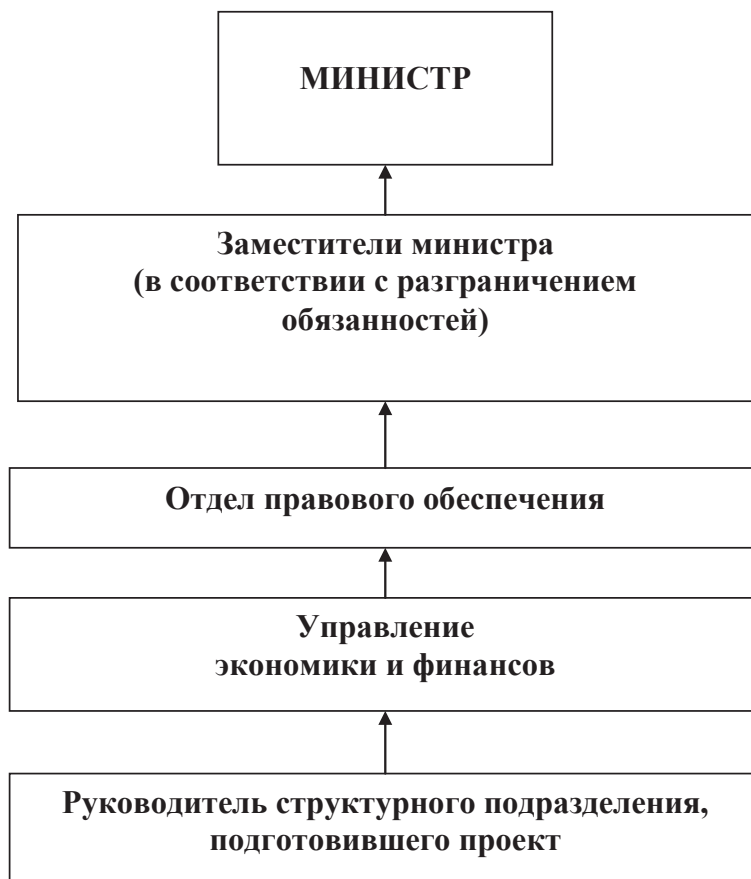 МИНИСТР
Заместители министра
(в соответствии с разграничением
обязанностей)
Отдел правового обеспечения
Управление
экономики и финансов
Руководитель структурного подразделения,
подготовившего проект